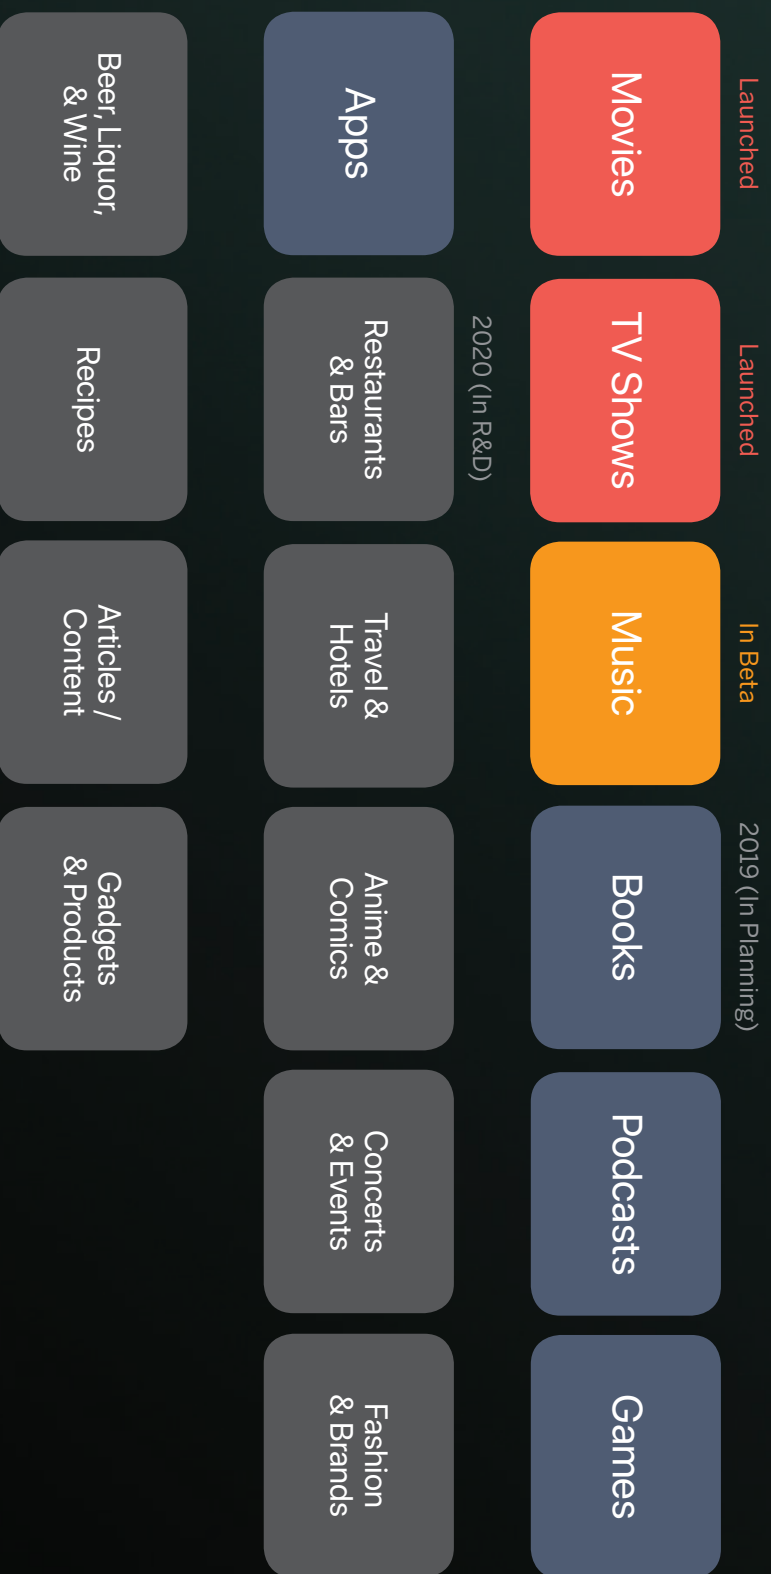 Launched
Launched
In Beta
2019 (In Planning)
Movies
TV Shows
Music
Books
Podcasts
Games
2020 (In R&D)
Apps
Restaurants
& Bars
Travel &
Hotels
Anime &
Comics
Concerts
& Events
Fashion
& Brands
Beer, Liquor,
& Wine
Recipes
Articles /
Content
Gadgets
& Products